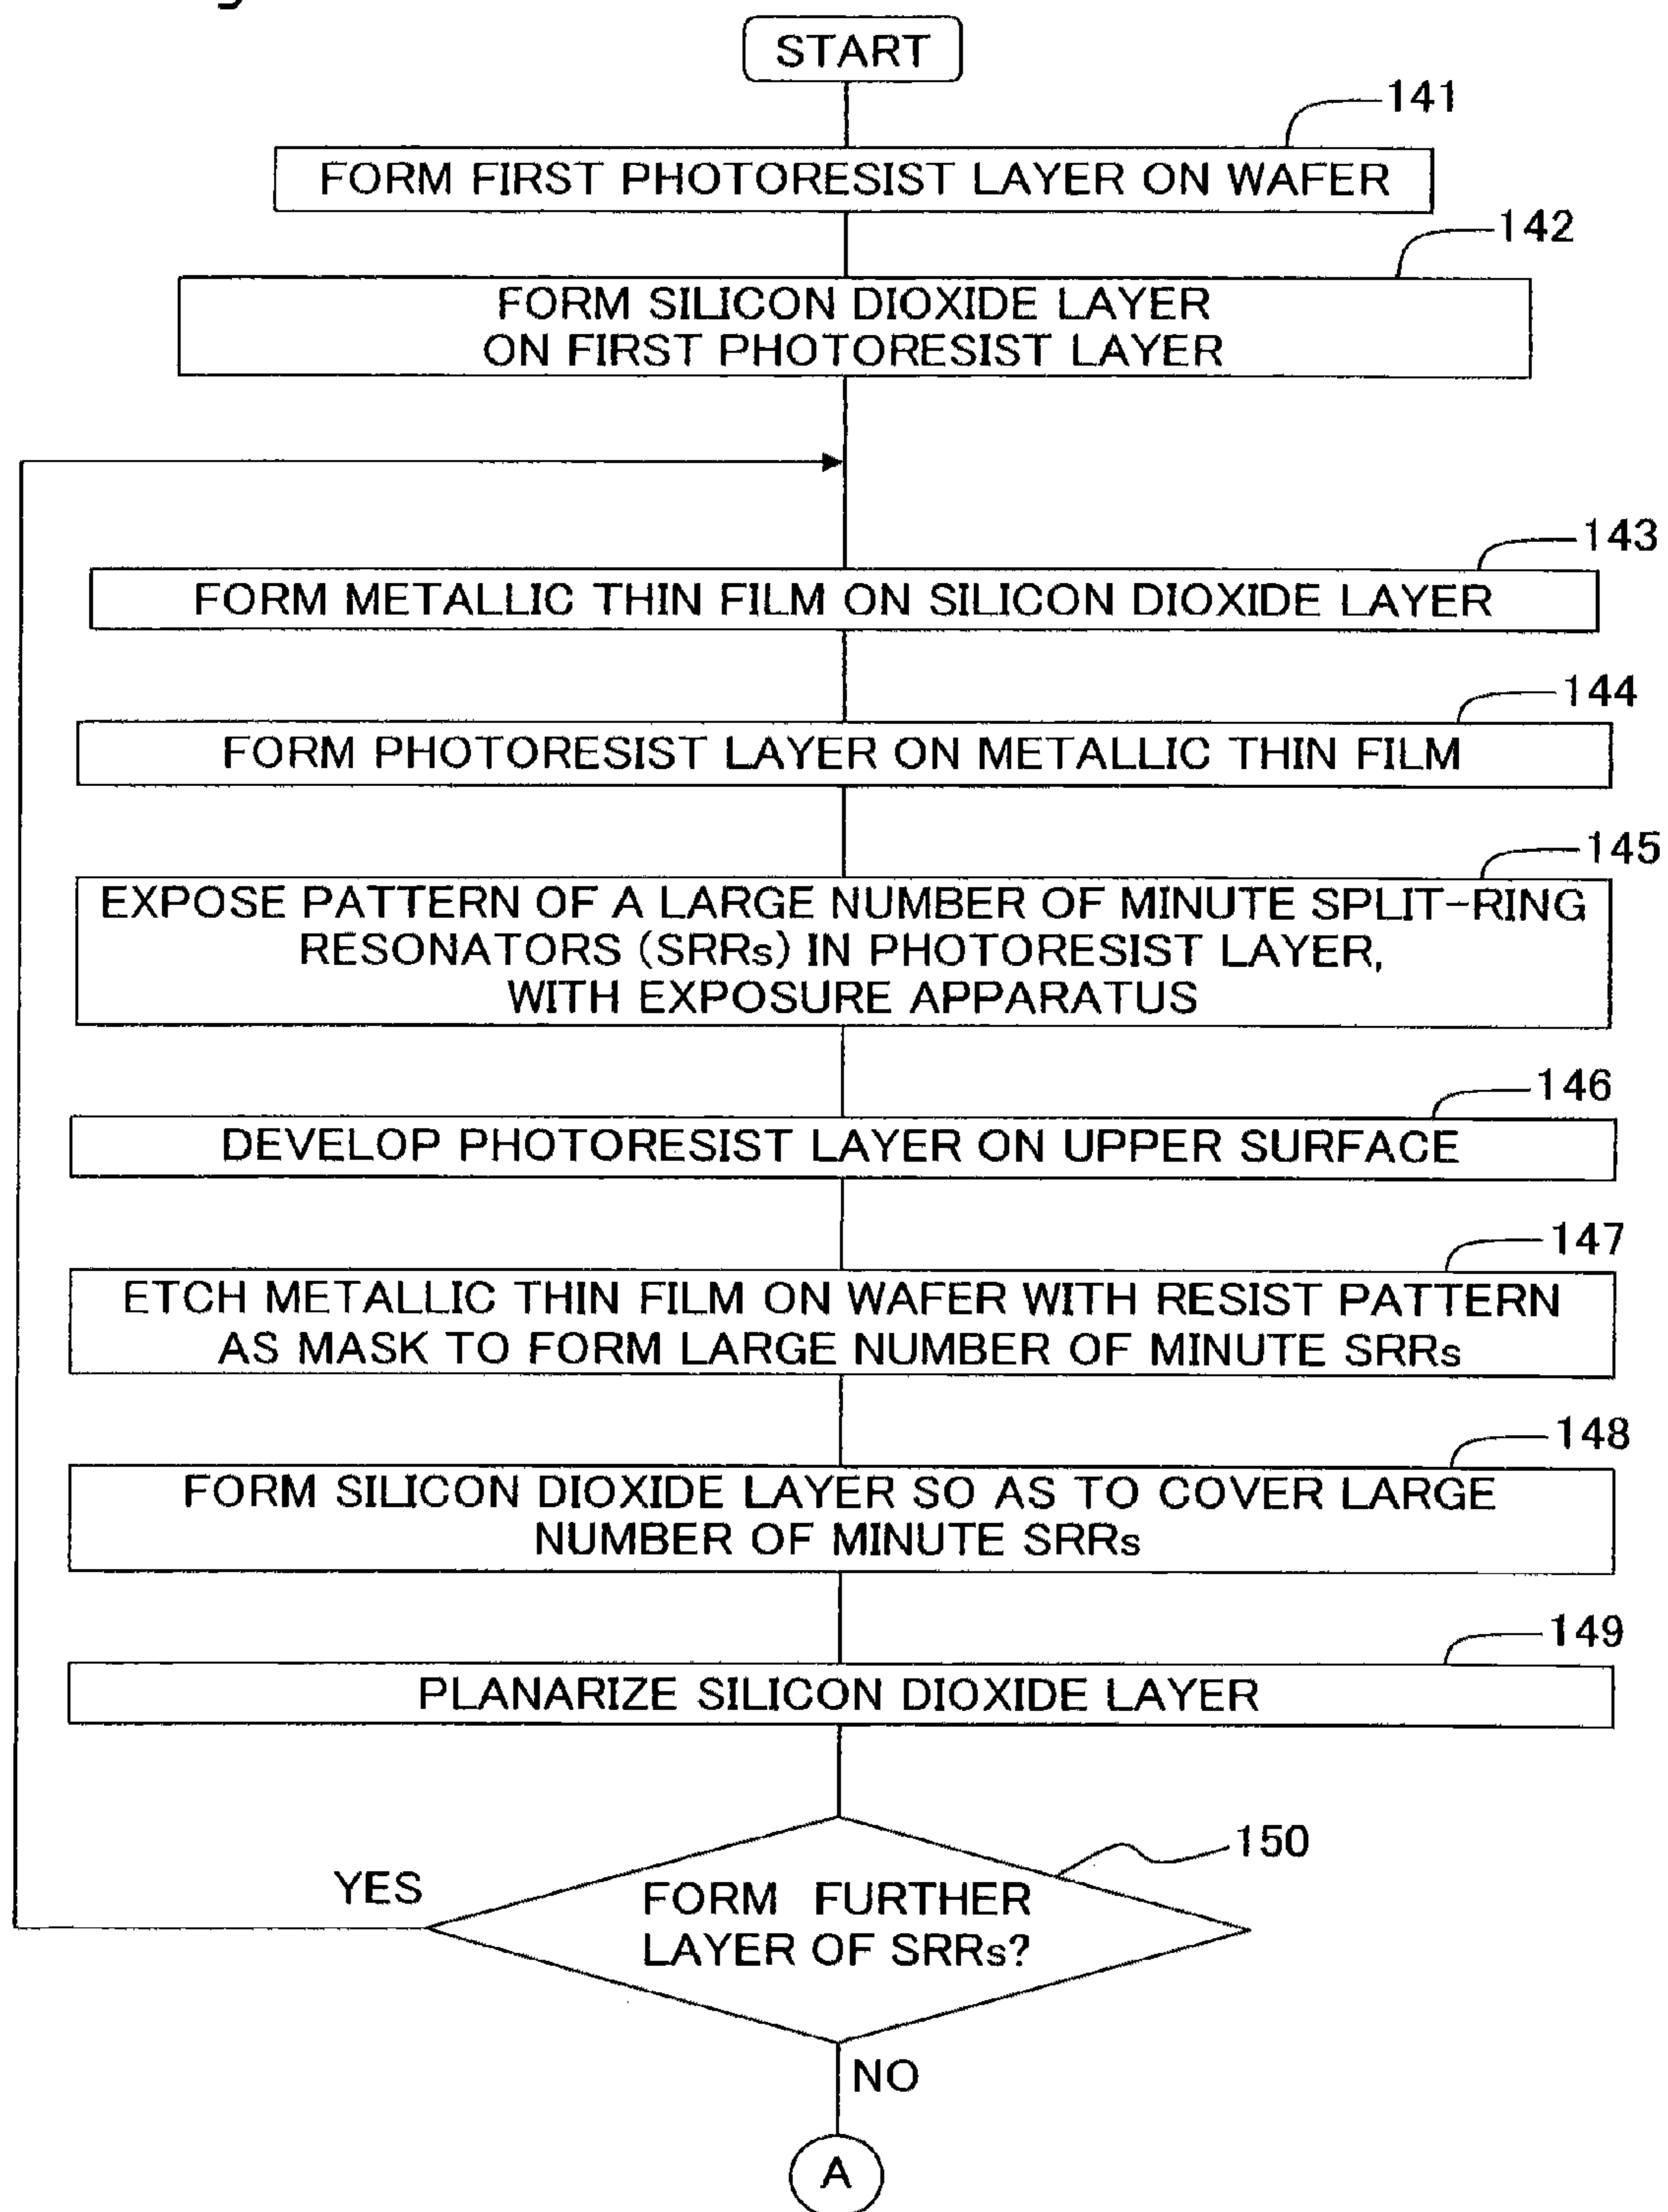 START
141
FORM FIRST PHOTORESIST LAYER ON WAFER
142
FORM SILICON DIOXIDE LAYER
ON FIRST PHOTORESIST LAYER
143
FORM METALLIC THIN FILM ON SILICON DIOXIDE LAYER
144
FORM PHOTORESIST LAYER ON METALLIC THIN FILM
145
EXPOSE PATTERN OF A LARGE NUMBER OF MINUTE SPLIT-RING
RESONATORS (SRRs) IN PHOTORESIST LAYER,
WITH EXPOSURE APPARATUS
146
DEVELOP PHOTORESIST LAYER ON UPPER SURFACE
147
ETCH METALLIC THIN FILM ON WAFER WITH RESIST PATTERN
AS MASK TO FORM LARGE NUMBER OF MINUTE SRRs
148
FORM SILICON DIOXIDE LAYER SO AS TO COVER LARGE
NUMBER OF MINUTE SRRs
149
PLANARIZE SILICON DIOXIDE LAYER
150
YES
FORM FURTHER
LAYER OF SRRs?
NO
A